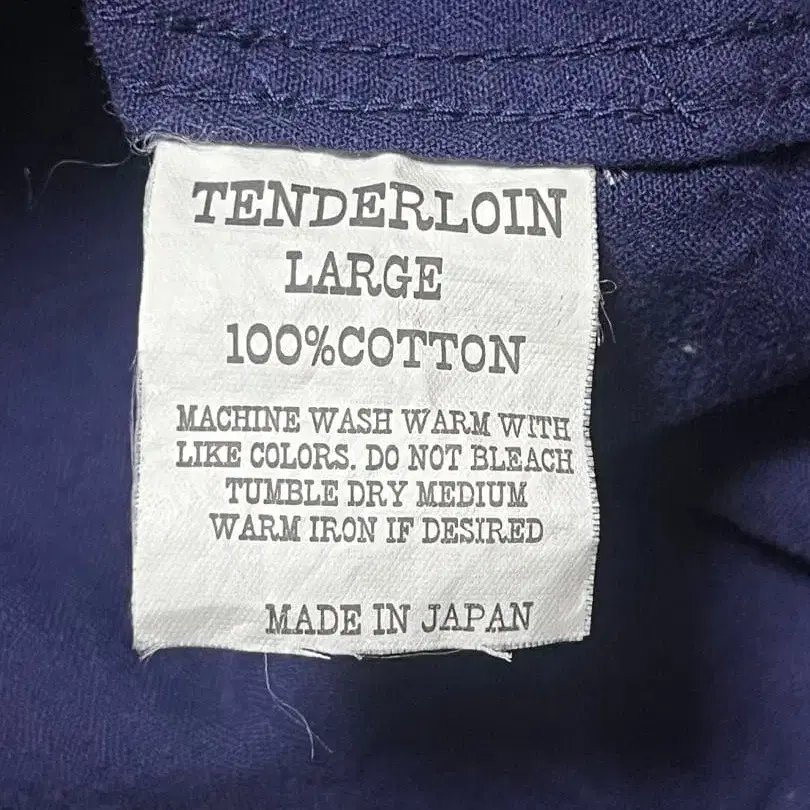 TENDERLOIN
LARGE
100%COTTON
MACHINE WASH WARM WITH
LIKE COLORS. DO NOT BLEACH
TUMBLE DRY MEDIUM
WARM IRON IF DESIRED
MADE IN JAPAN